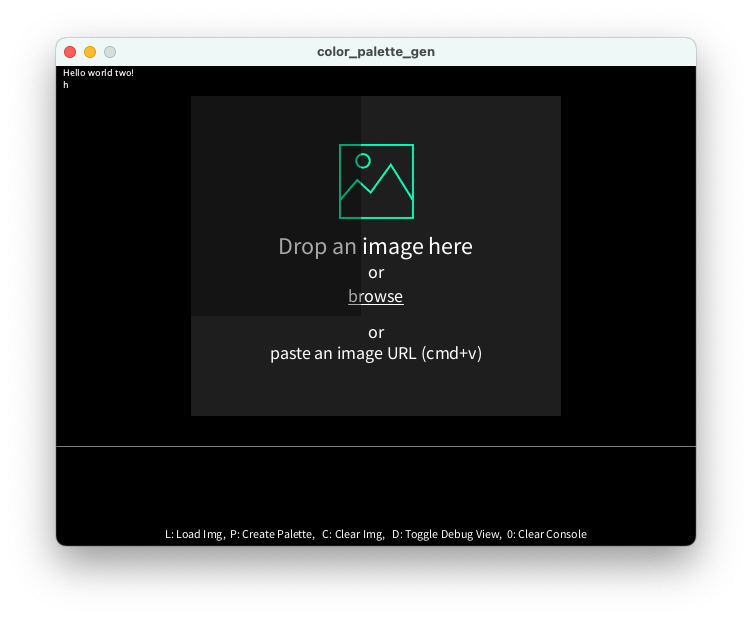 color_palette_gen
Hello world two!
h
Drop an image here
or
browse
or
paste an image URL (cmd+v)
L: Load Img, P: Create Palette, C: Clear Img, D: Toggle Debug View, 0: Clear Console